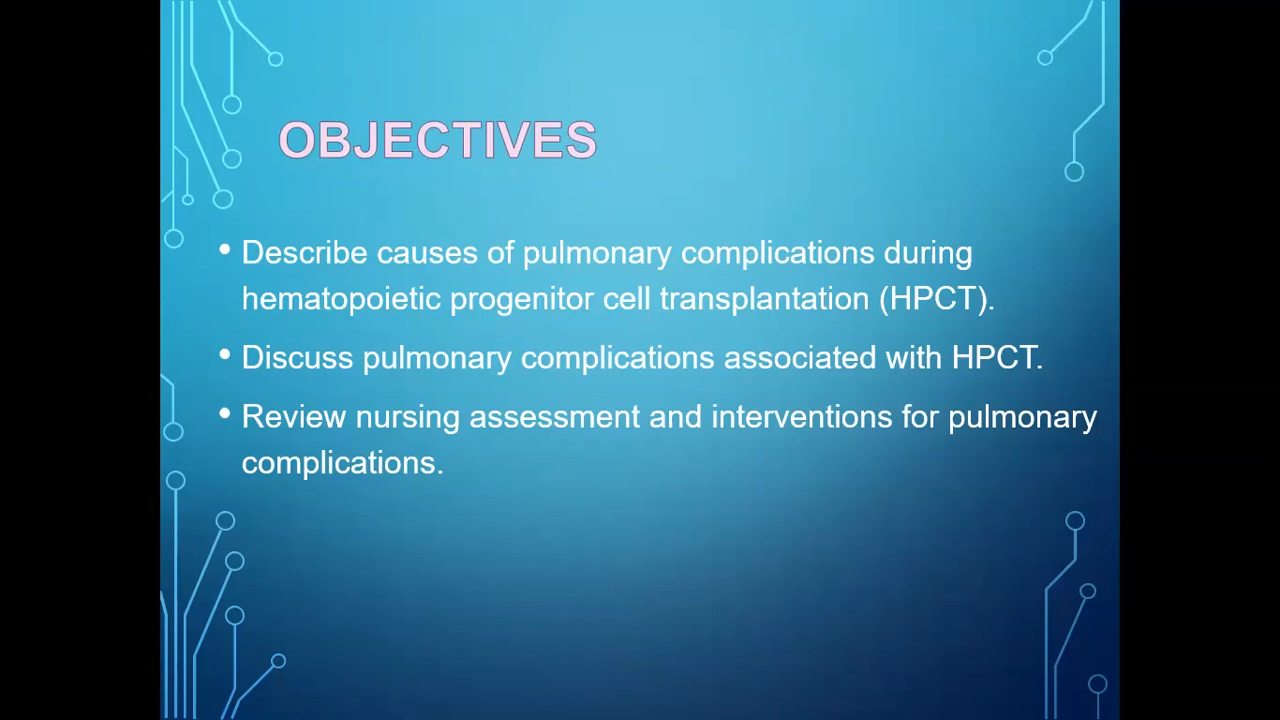 OBJECTIVES
• Describe causes of pulmonary complications during
hematopoietic progenitor cell transplantation (HPCT).
• Discuss pulmonary complications associated with HPCT.
• Review nursing assessment and interventions for pulmonary
complications.